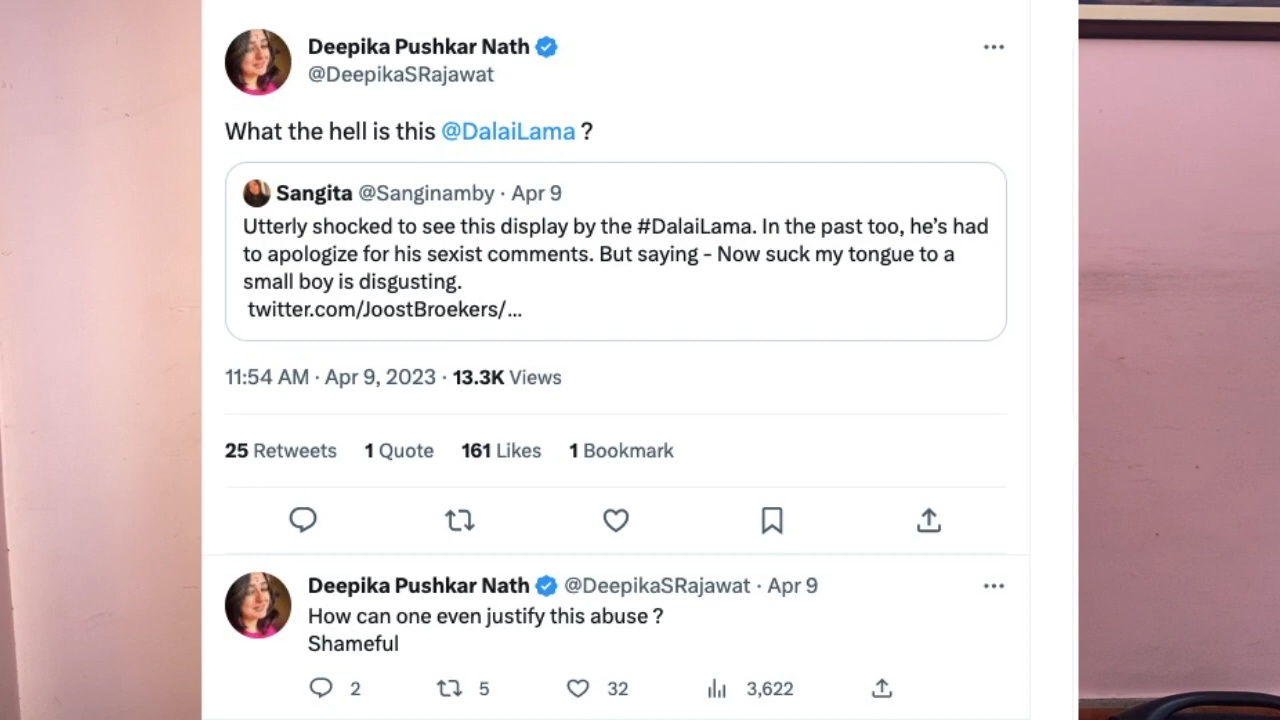 Deepika Pushkar Nath
@DeepikaSRajawat
What the hell is this @DalaiLama ?
Sangita @Sanginamby · Apr 9
Utterly shocked to see this display by the #DalaiLama. In the past too, he’s had
to apologize for his sexist comments. But saying - Now suck my tongue to a
small boy is disgusting.
twitter.com/JoostBroekers/...
11:54 AM · Apr 9, 2023 · 13.3K Views
25 Retweets 1 Quote 161 Likes 1 Bookmark
Deepika Pushkar Nath @DeepikaSRajawat · Apr 9
How can one even justify this abuse ?
Shameful
2 5 32 3,622